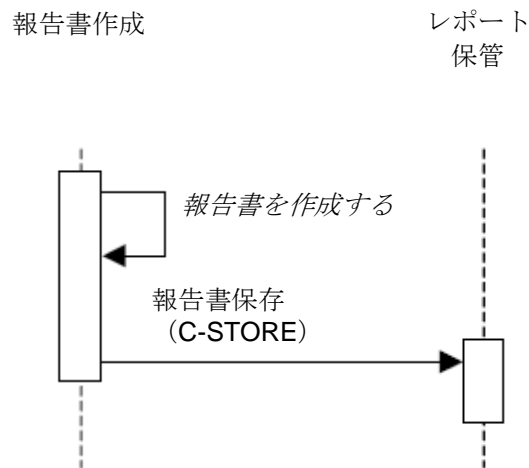 報告書作成
レポート
保管
報告書を作成する
報告書保存
（C-STORE）